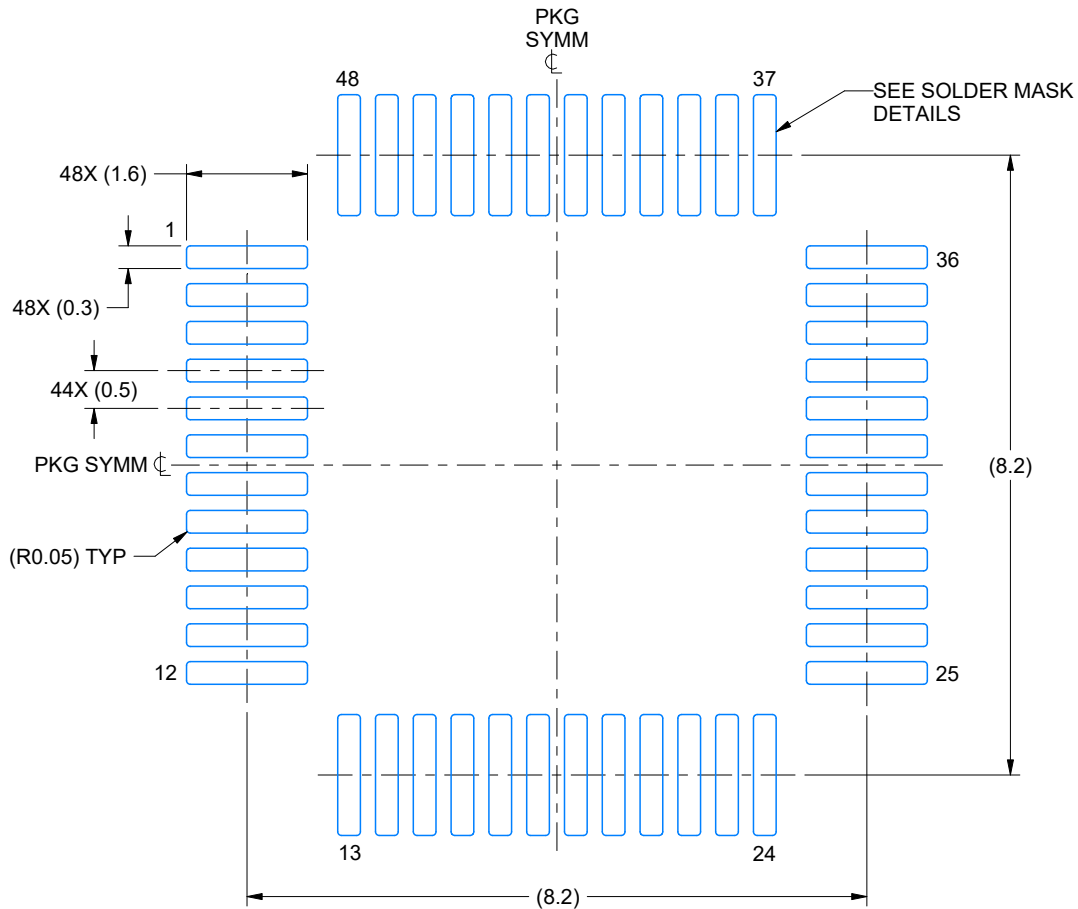 PKG
SYMM
℄
48
37
SEE SOLDER MASK
DETAILS
48X (1.6)
1
36
48X (0.3)
44X (0.5)
PKG SYMM ℄
(8.2)
(R0.05) TYP
12
25
13
24
(8.2)